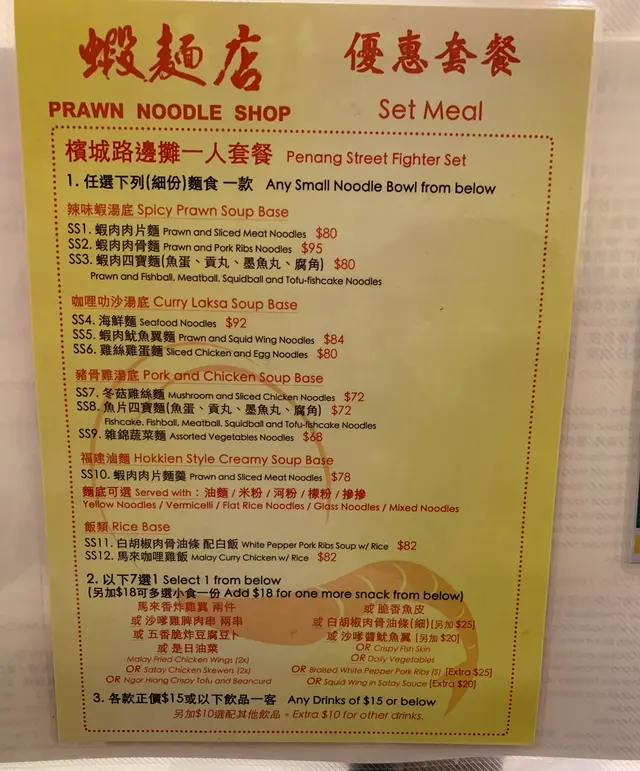 蝦麵店 優惠套餐
PRAWN NOODLE SHOP Set Meal
檳城路邊攤一人套餐 Penang Street Fighter Set
1. 任選下列(細份)麵食 一款 Any Small Noodle Bowl from below
辣味蝦湯底 Spicy Prawn Soup Base
SS1. 蝦肉肉片麵 Prawn and Sliced Meat Noodles $80
SS2. 蝦肉肉骨麵 Prawn and Pork Ribs Noodles $95
SS3. 蝦肉四寶麵(魚蛋、貢丸、墨魚丸、腐角) $80
Prawn and Fishball, Meatball, Squidball and Tofu-fishcake Noodles
咖哩叻沙湯底 Curry Laksa Soup Base
SS4. 海鮮麵 Seafood Noodles $92
SS5. 蝦肉魷魚翼麵 Prawn and Squid Wing Noodles $84
SS6. 雞絲雞蛋麵 Sliced Chicken and Egg Noodles $80
豬骨雞湯底 Pork and Chicken Soup Base
SS7. 冬菇雞絲麵 Mushroom and Sliced Chicken Noodles $72
SS8. 魚片四寶麵(魚蛋、貢丸、墨魚丸、腐角) $72
Fishcake, Fishball, Meatball, Squidball and Tofu-fishcake Noodles
SS9. 雜錦蔬菜麵 Assorted Vegetables Noodles $68
福建滷麵 Hokkien Style Creamy Soup Base
SS10. 蝦肉肉片麵羹 Prawn and Sliced Meat Noodles $78
麵底可選 Served with : 油麵 / 米粉 / 河粉 / 檬粉 / 摻摻
Yellow Noodles / Vermicelli / Flat Rice Noodles / Glass Noodles / Mixed Noodles
飯類 Rice Base
SS11. 白胡椒肉骨油條 配白飯 White Pepper Pork Ribs Soup w/ Rice $82
SS12. 馬來咖哩雞飯 Malay Curry Chicken w/ Rice $82
2. 以下7選1 Select 1 from below
(另加$18可多選小食一份 Add $18 for one more snack from below)
馬來香炸雞翼 兩件
或 沙嗲雞脾肉串 兩串
或 五香脆炸豆腐豆卜
或 是日油菜
Malay Fried Chicken Wings (2x)
OR Satay Chicken Skewers (2x)
OR Ngor Hiang Crispy Tofu and Beancurd
或 脆香魚皮
或 白胡椒肉骨油條(細) [另加 $25]
或 沙嗲醬魷魚翼 [另加 $20]
OR Crispy Fish Skin
OR Daily Vegetables
OR Braised White Pepper Pork Ribs (S) [Extra $25]
OR Squid Wing in Satay Sauce [Extra $20]
3. 各款正價$15或以下飲品一客 Any Drinks of $15 or below
另加$10選配其他飲品 - Extra $10 for other drinks.